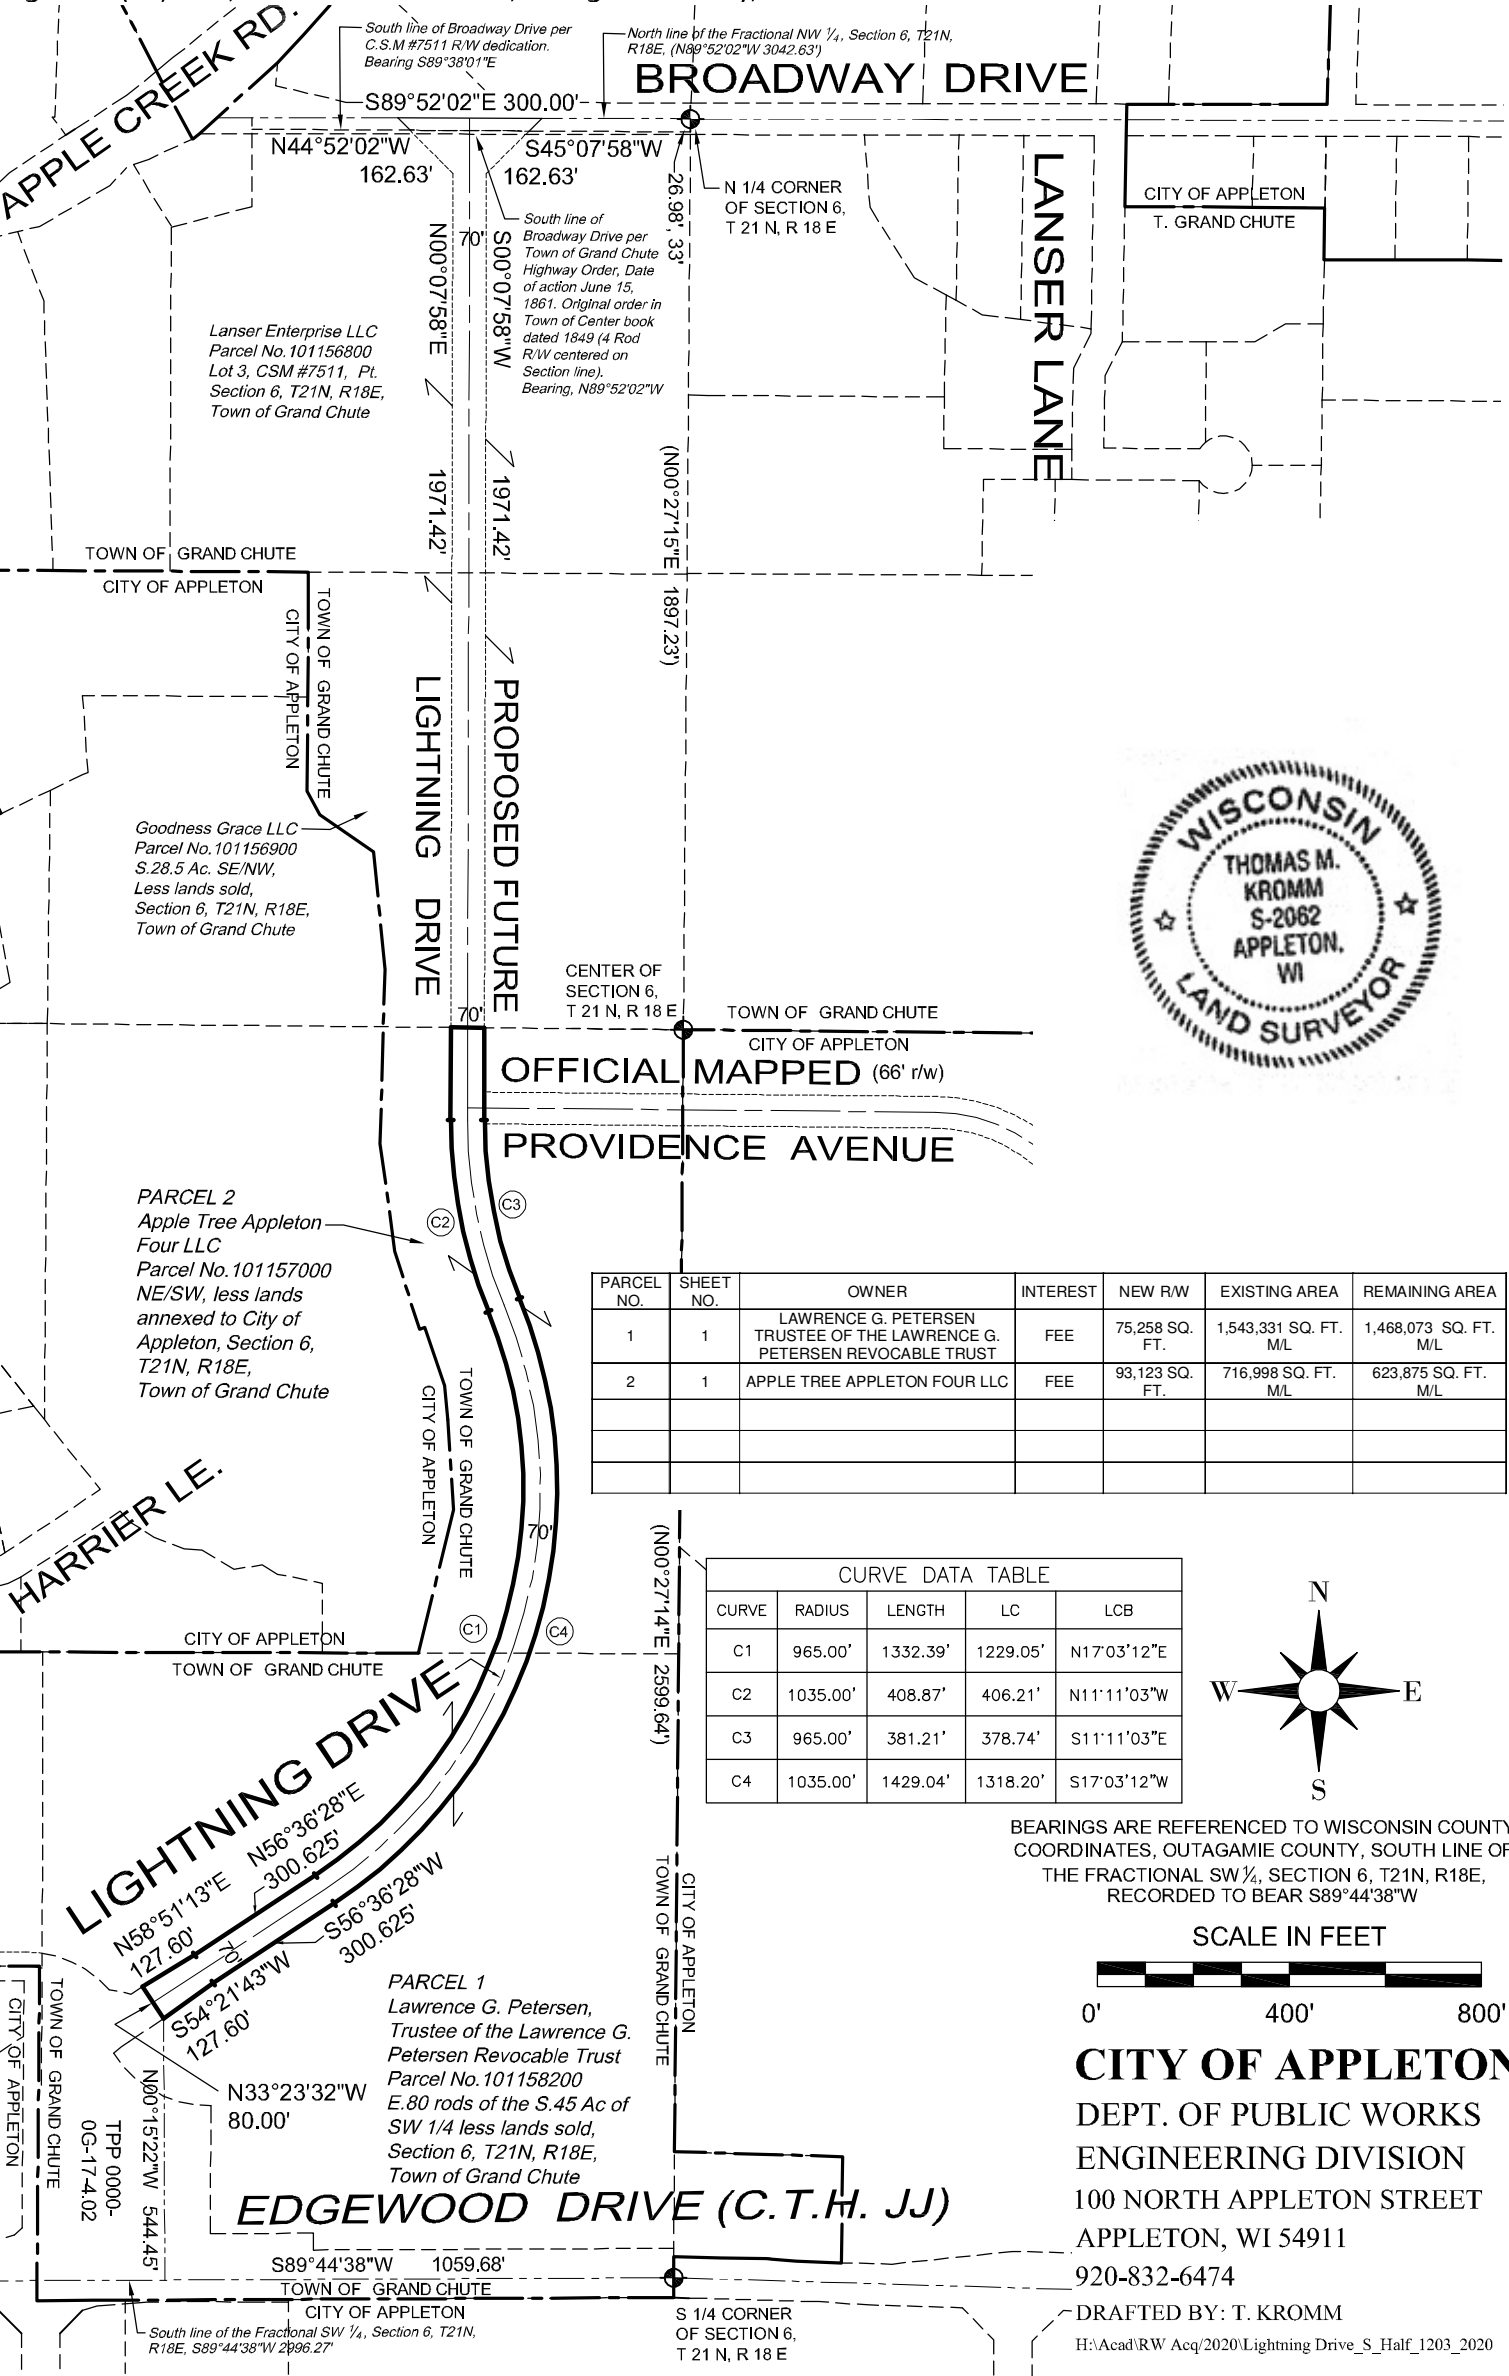 APPLE CREEK RD.
South line of Broadway Drive per
C.S.M #7511 R/W dedication.
Bearing S89°38'01"E
North line of the Fractional NW ¼, Section 6, T21N,
R18E, (N89°52'02"W 3042.63')
BROADWAY DRIVE
S89°52'02"E 300.00'
N44°52'02"W
162.63'
S45°07'58"W
162.63'
26.98', 33'
N 1/4 CORNER
OF SECTION 6,
T 21 N, R 18 E
LANSER LANE
CITY OF APPLETON
T. GRAND CHUTE
South line of
Broadway Drive per
Town of Grand Chute
Highway Order, Date
of action June 15,
1861. Original order in
Town of Center book
dated 1849 (4 Rod
R/W centered on
Section line).
Bearing, N89°52'02"W
70'
N00°07'58"E
1971.42'
S00°07'58"W
1971.42'
Lanser Enterprise LLC
Parcel No.101156800
Lot 3, CSM #7511, Pt.
Section 6, T21N, R18E,
Town of Grand Chute
(N00°27'15"E 1897.23')
TOWN OF GRAND CHUTE
CITY OF APPLETON
TOWN OF GRAND CHUTE
CITY OF APPLETON
PROPOSED FUTURE
LIGHTNING DRIVE
Goodness Grace LLC
Parcel No.101156900
S.28.5 Ac. SE/NW,
Less lands sold,
Section 6, T21N, R18E,
Town of Grand Chute
WISCONSIN
THOMAS M.
KROMM
S-2062
APPLETON,
WI
LAND SURVEYOR
CENTER OF
SECTION 6,
T 21 N, R 18 E
70'
TOWN OF GRAND CHUTE
CITY OF APPLETON
OFFICIAL MAPPED (66' r/w)
PROVIDENCE AVENUE
PARCEL 2
Apple Tree Appleton
Four LLC
Parcel No.101157000
NE/SW, less lands
annexed to City of
Appleton, Section 6,
T21N, R18E,
Town of Grand Chute
C2
C3
PARCEL NO. SHEET NO. OWNER INTEREST NEW R/W EXISTING AREA REMAINING AREA
1 1 LAWRENCE G. PETERSEN TRUSTEE OF THE LAWRENCE G. PETERSEN REVOCABLE TRUST FEE 75,258 SQ. FT. 1,543,331 SQ. FT. M/L 1,468,073 SQ. FT. M/L
2 1 APPLE TREE APPLETON FOUR LLC FEE 93,123 SQ. FT. 716,998 SQ. FT. M/L 623,875 SQ. FT. M/L
TOWN OF GRAND CHUTE
CITY OF APPLETON
HARRIER LE.
70'
(N00°27'14"E 2599.64')
CURVE DATA TABLE
CURVE RADIUS LENGTH LC LCB
C1 965.00' 1332.39' 1229.05' N17°03'12"E
C2 1035.00' 408.87' 406.21' N11°11'03"W
C3 965.00' 381.21' 378.74' S11°11'03"E
C4 1035.00' 1429.04' 1318.20' S17°03'12"W
N
W
E
S
C1
C4
CITY OF APPLETON
TOWN OF GRAND CHUTE
LIGHTNING DRIVE
N56°36'28"E
300.625'
N58°51'13"E
127.60'
S56°36'28"W
300.625'
70'
S54°21'43"W
127.60'
BEARINGS ARE REFERENCED TO WISCONSIN COUNTY
COORDINATES, OUTAGAMIE COUNTY, SOUTH LINE OF
THE FRACTIONAL SW ¼, SECTION 6, T21N, R18E,
RECORDED TO BEAR S89°44'38"W
SCALE IN FEET
0' 400' 800'
CITY OF APPLETON
TOWN OF GRAND CHUTE
PARCEL 1
Lawrence G. Petersen,
Trustee of the Lawrence G.
Petersen Revocable Trust
Parcel No.101158200
E.80 rods of the S.45 Ac of
SW 1/4 less lands sold,
Section 6, T21N, R18E,
Town of Grand Chute
N33°23'32"W
80.00'
TOWN OF GRAND CHUTE
CITY OF APPLETON
TPP 0000-
0G-17-4.02
N00°15'22"W 544.45'
EDGEWOOD DRIVE (C.T.H. JJ)
S89°44'38"W 1059.68'
TOWN OF GRAND CHUTE
CITY OF APPLETON
South line of the Fractional SW ¼, Section 6, T21N,
R18E, S89°44'38"W 2996.27'
S 1/4 CORNER
OF SECTION 6,
T 21 N, R 18 E
CITY OF APPLETON
DEPT. OF PUBLIC WORKS
ENGINEERING DIVISION
100 NORTH APPLETON STREET
APPLETON, WI 54911
920-832-6474
DRAFTED BY: T. KROMM
H:\Acad\RW Acq/2020\Lightning Drive_S_Half_1203_2020